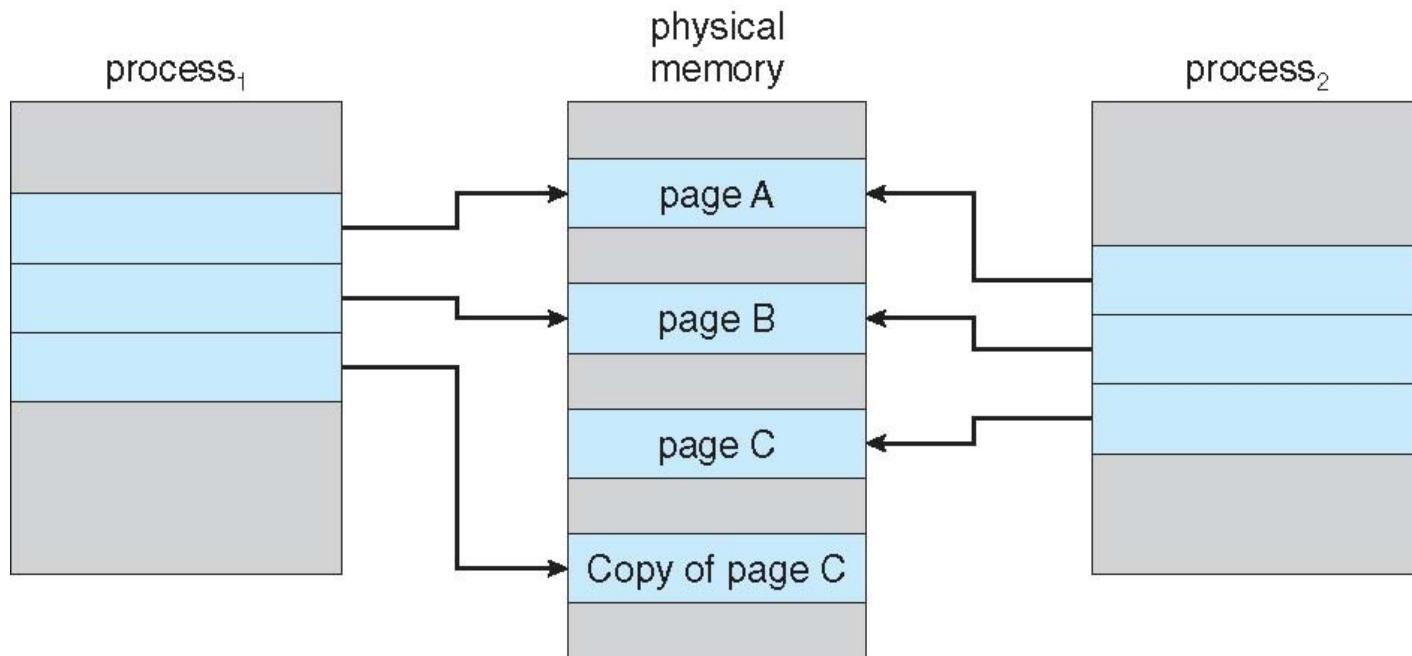 process₁
physical
memory
process₂
page A
page B
page C
Copy of page C